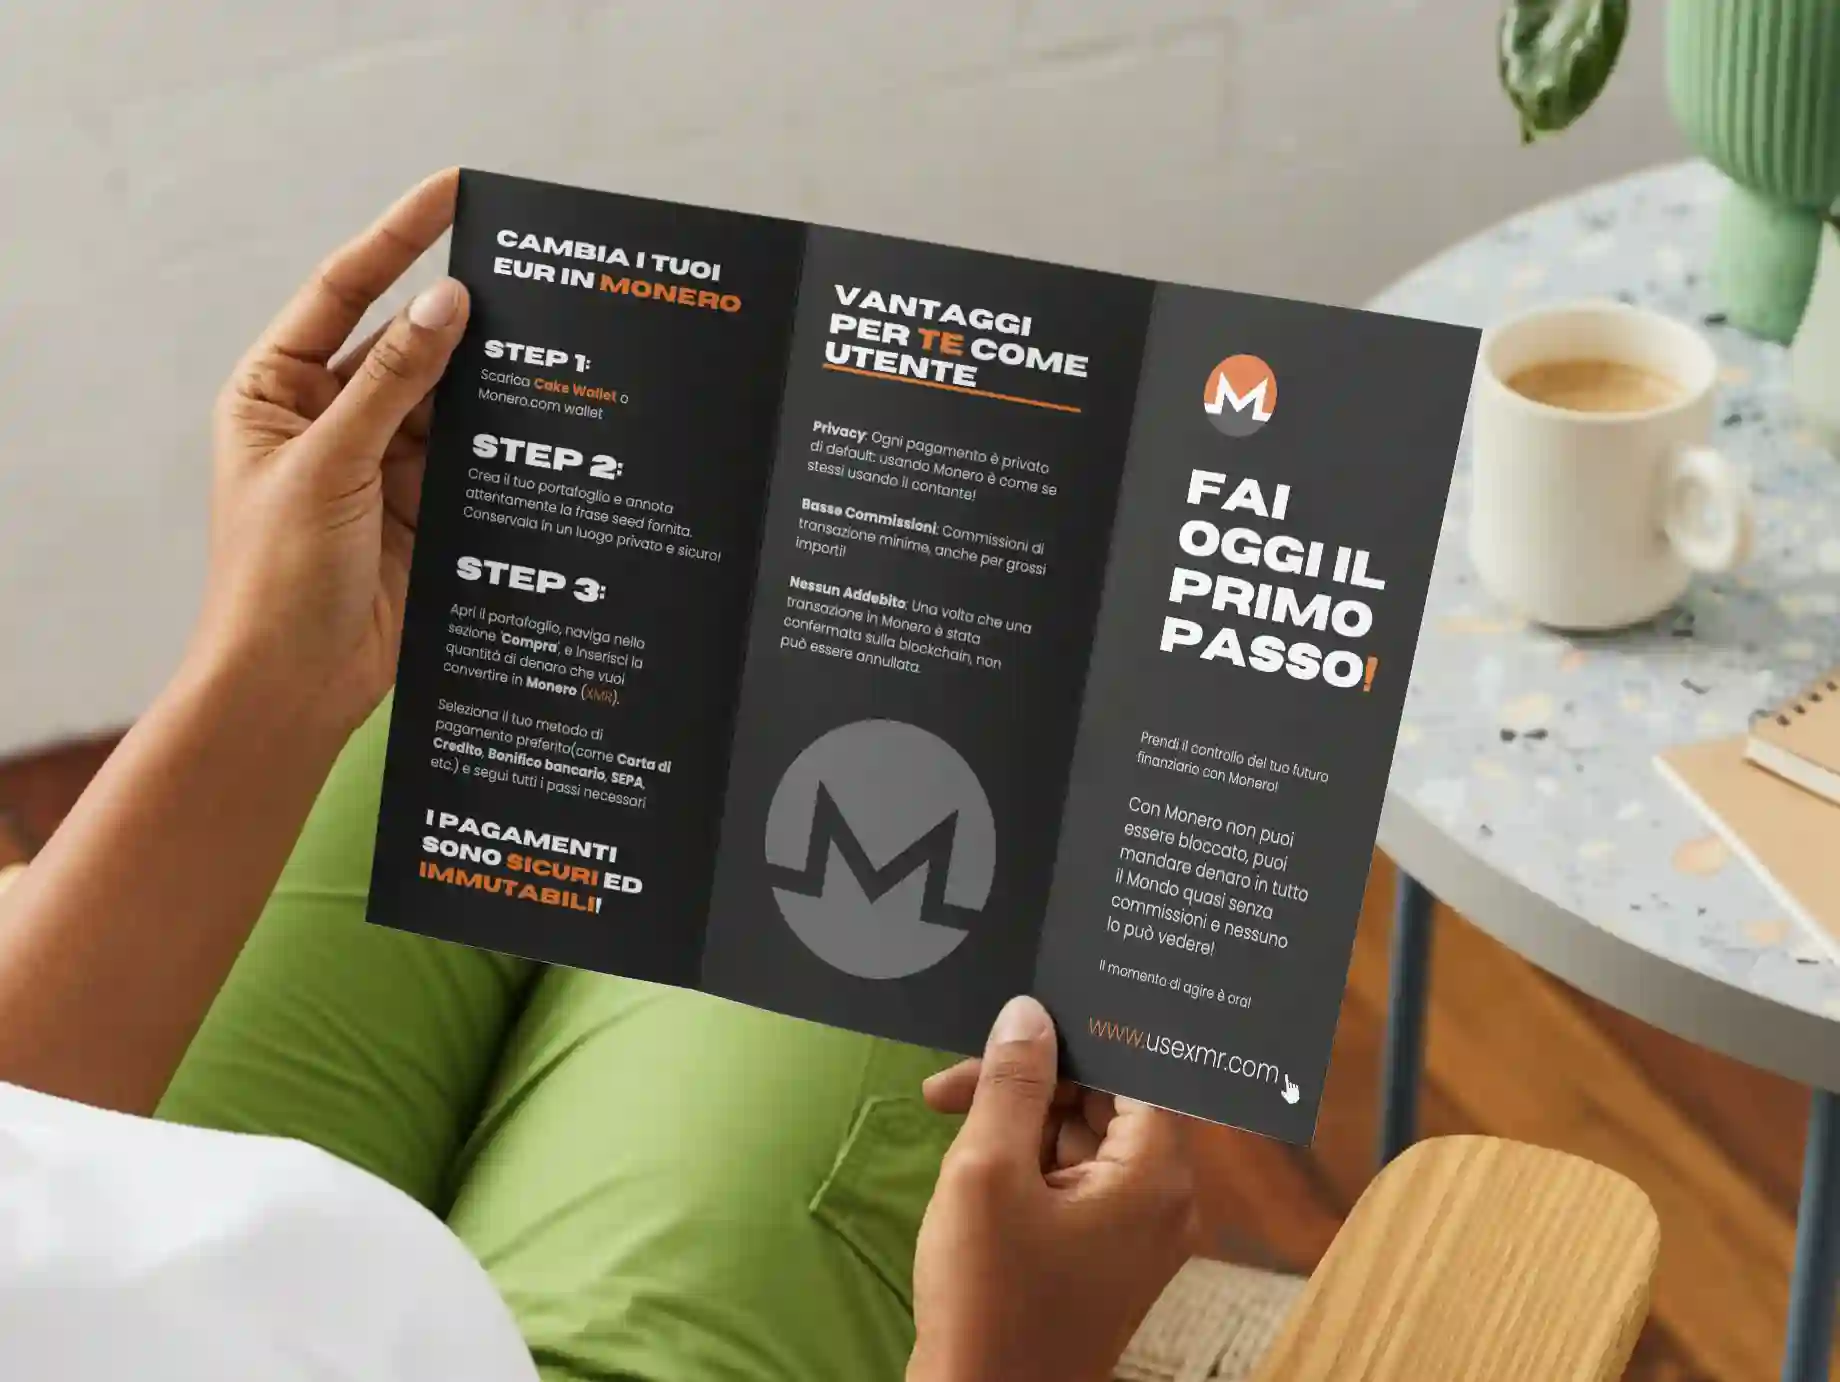 CAMBIA I TUOI
EUR IN MONERO
STEP 1:
Scarica Cake Wallet o
Monero.com wallet
STEP 2:
Crea il tuo portafoglio e annota
attentamente la frase seed fornita.
Conservala in un luogo privato e sicuro!
STEP 3:
Apri il portafoglio, naviga nello
sezione 'Compra', e inserisci la
quantità di denaro che vuoi
convertire in Monero (XMR).
Seleziona il tuo metodo di
pagamento preferito(come Carta di
Credito, Bonifico bancario, SEPA,
etc.) e segui tutti i passi necessari
I PAGAMENTI
SONO SICURI ED
IMMUTABILI!
VANTAGGI
PER TE COME
UTENTE
Privacy: Ogni pagamento è privato
di default: usando Monero è come se
stessi usando il contante!
Basse Commissioni: Commissioni di
transazione minime, anche per grossi
importi!
Nessun Addebito: Una volta che una
transazione in Monero è stata
confermata sulla blockchain, non
può essere annullata.
FAI
OGGI IL
PRIMO
PASSO!
Prendi il controllo del tuo futuro
finanziario con Monero!
Con Monero non puoi
essere bloccato, puoi
mandare denaro in tutto
il Mondo quasi senza
commissioni e nessuno
lo può vedere!
Il momento di agire è ora!
www.usexmr.com